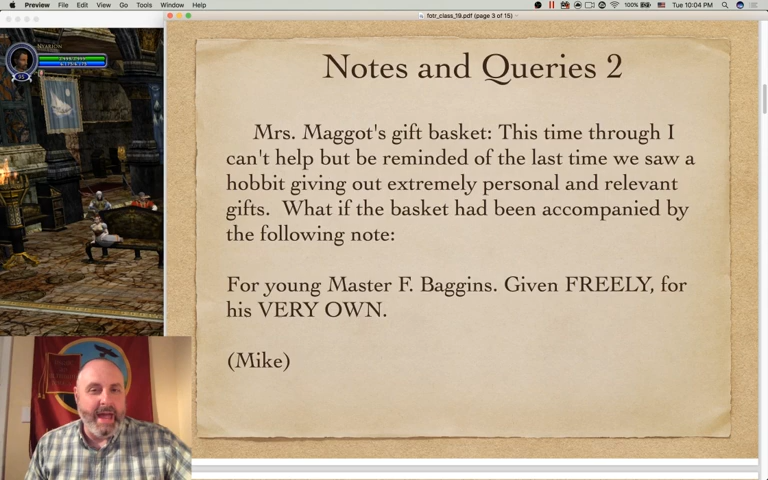 Preview File Edit View Go Tools Window Help
100% Tue 10:04 PM
fotr_class_19.pdf (page 3 of 15)
Notes and Queries 2
Mrs. Maggot's gift basket: This time through I
can't help but be reminded of the last time we saw a
hobbit giving out extremely personal and relevant
gifts. What if the basket had been accompanied by
the following note:
For young Master F. Baggins. Given FREELY, for
his VERY OWN.
(Mike)